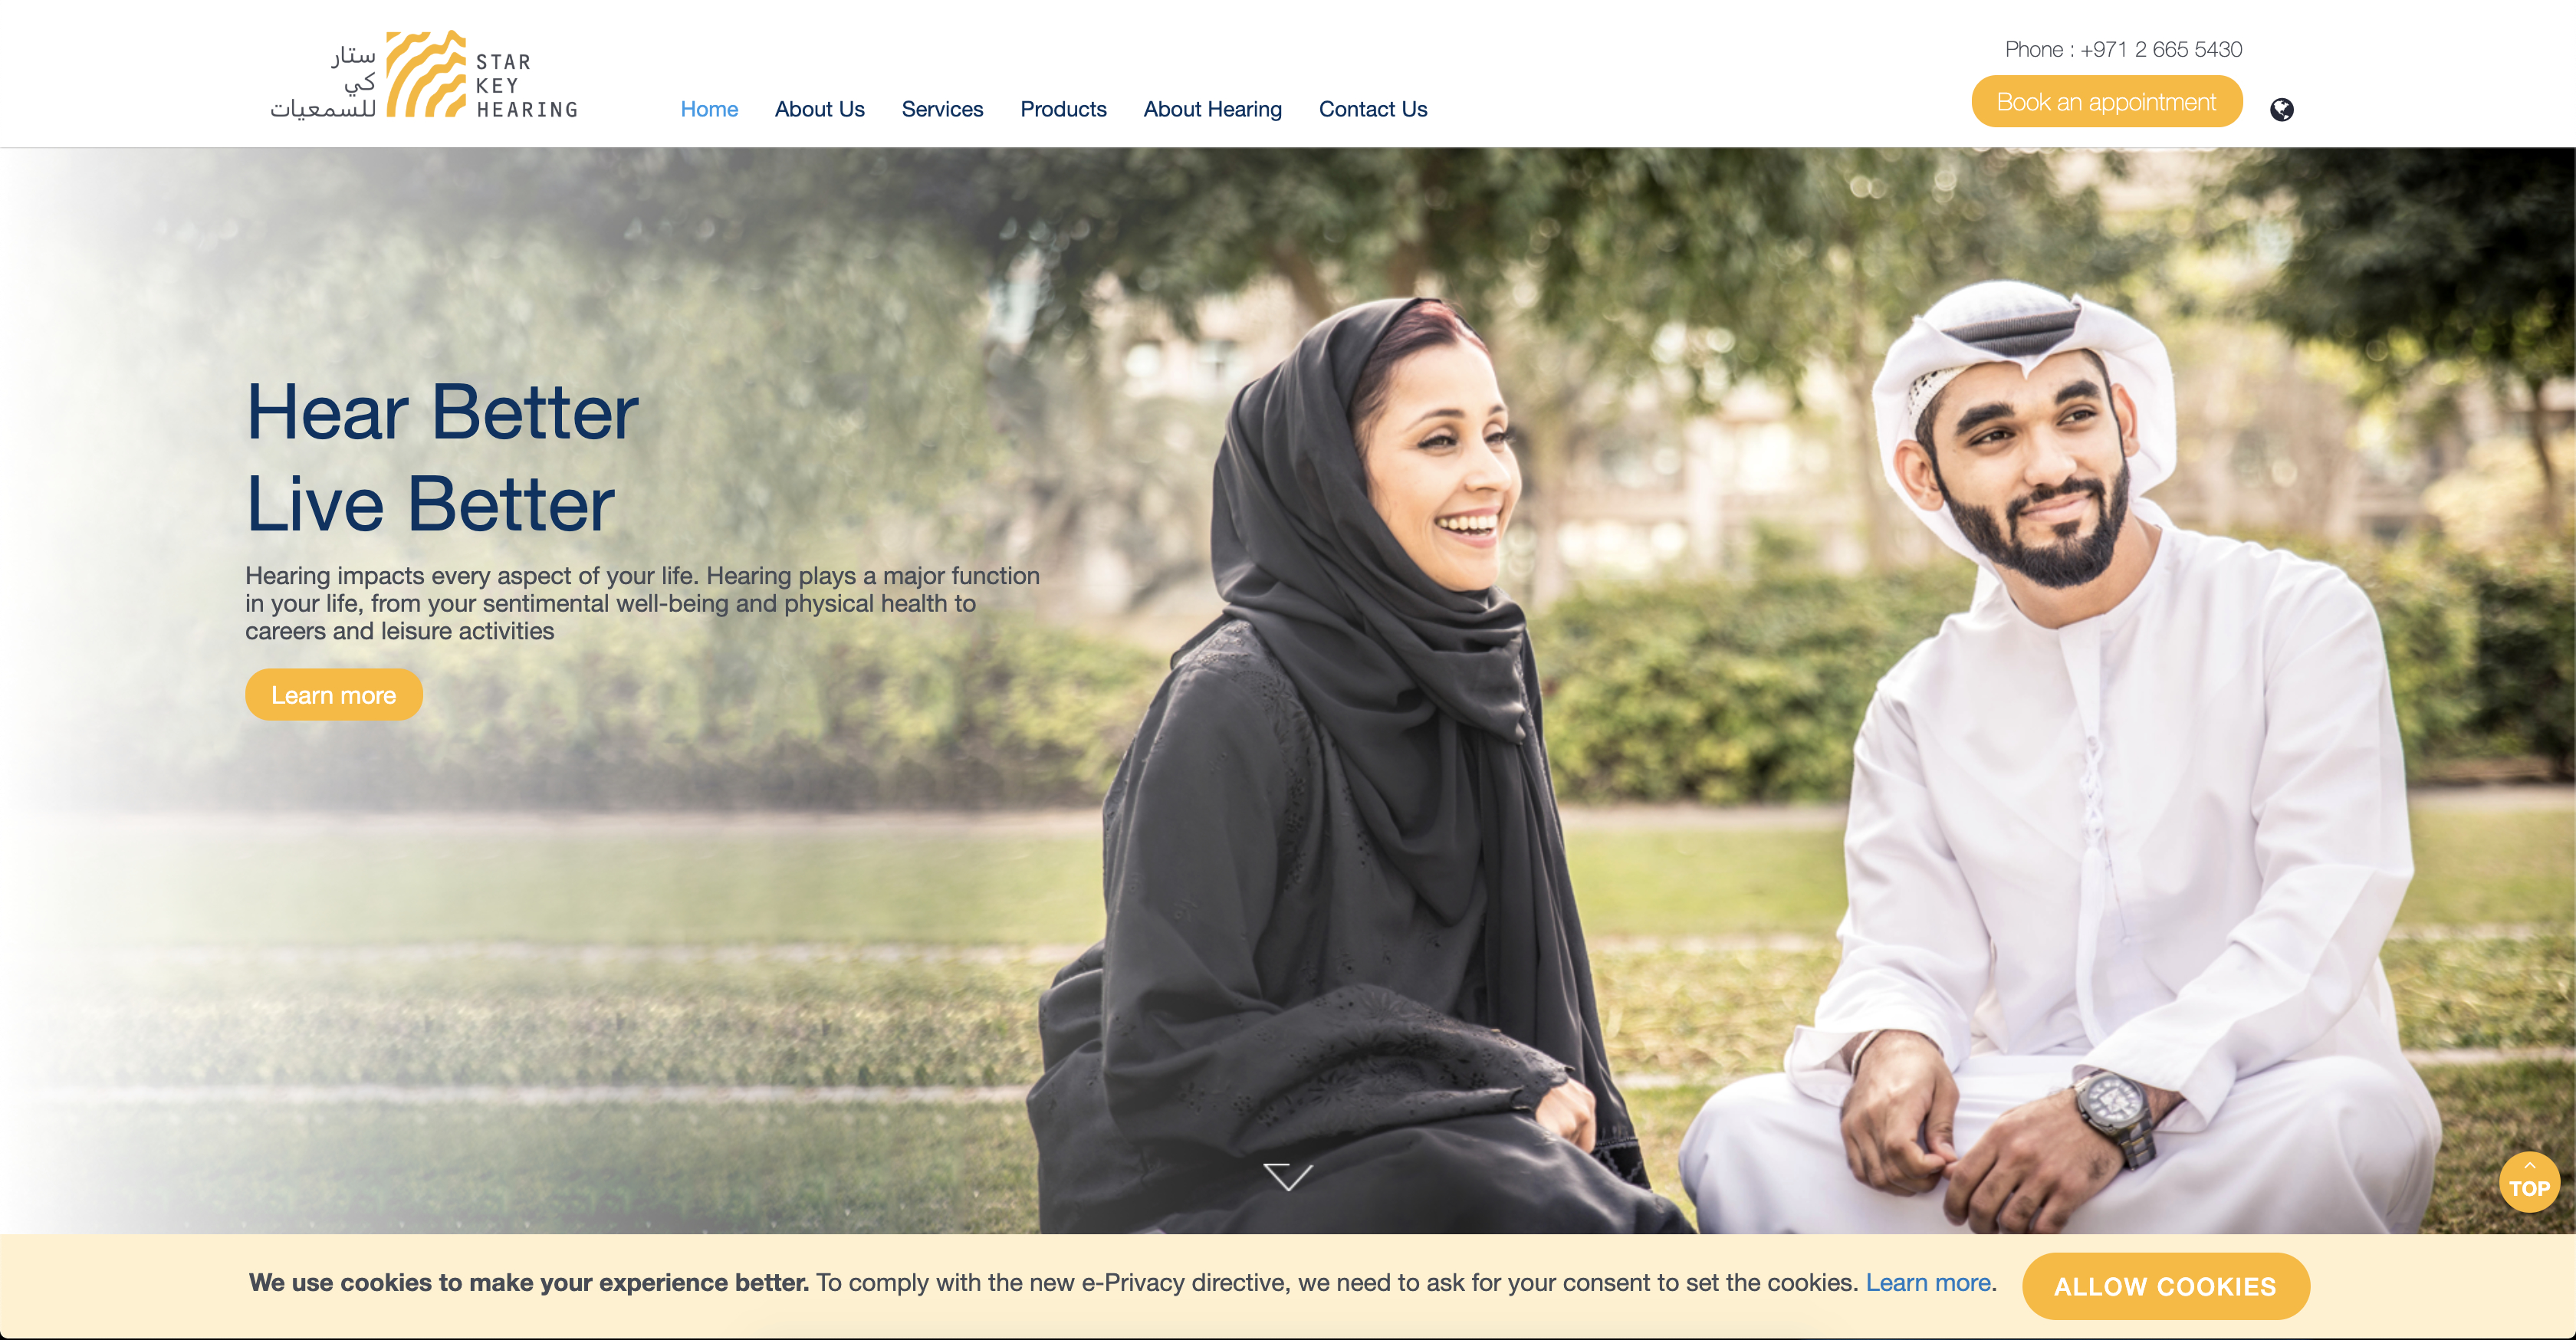 ستار
كي
للسمعيات
STAR
KEY
HEARING
Home About Us Services Products About Hearing Contact Us
Phone : +971 2 665 5430
Book an appointment
Hear Better
Live Better
Hearing impacts every aspect of your life. Hearing plays a major function
in your life, from your sentimental well-being and physical health to
careers and leisure activities
Learn more
TOP
We use cookies to make your experience better. To comply with the new e-Privacy directive, we need to ask for your consent to set the cookies. Learn more.
ALLOW COOKIES